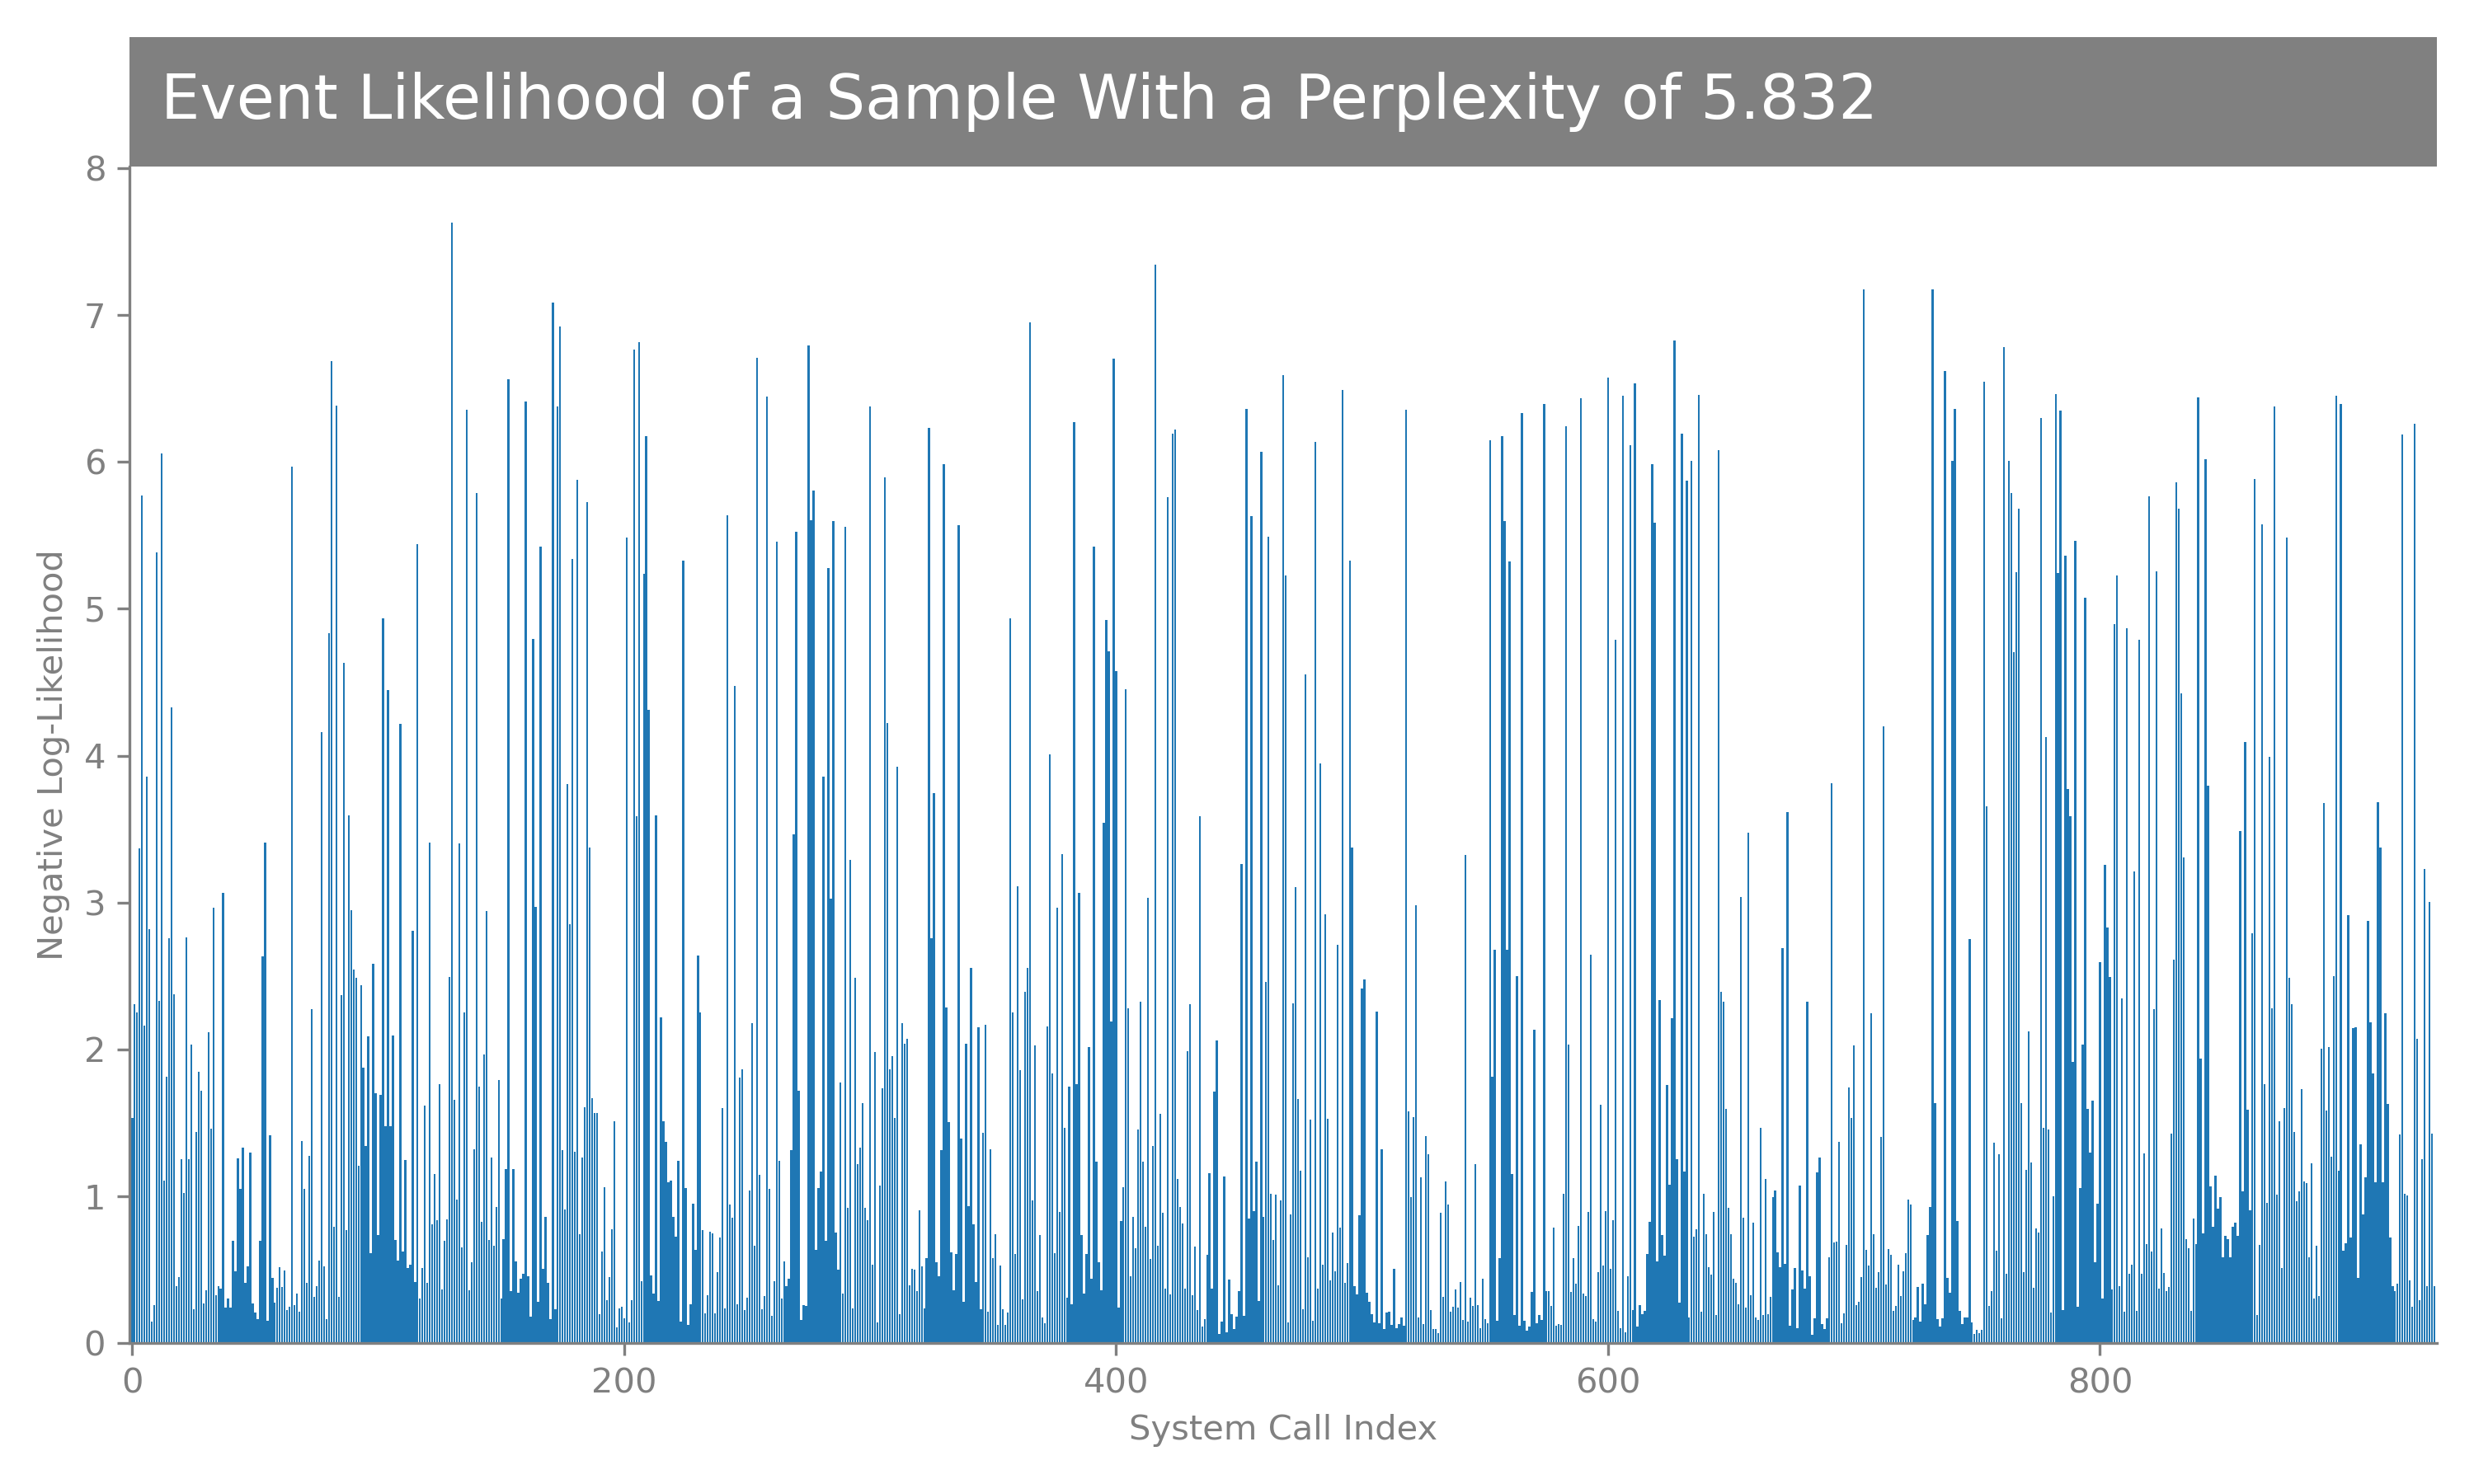 Event Likelihood of a Sample With a Perplexity of 5.832
8
7
6
5
4
3
2
1
0
Negative Log-Likelihood
0 200 400 600 800
System Call Index